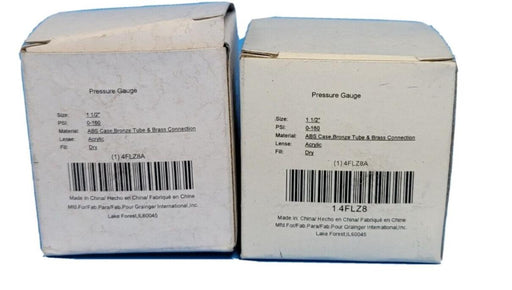 Pressure Gauge
Size: 1 1/2"
PSI: 0-160
Material: ABS Case,Bronze Tube & Brass Connection
Lense: Acrylic
Fill: Dry
(1) 4FLZ8A
Made in China/ Hecho en China/ Fabriqué en Chine
Mfd.For/Fab.Para/Fab.Pour Grainger International,Inc.
Lake Forest,IL60045
Pressure Gauge
Size: 1 1/2"
PSI: 0-160
Material: ABS Case,Bronze Tube & Brass Connection
Lense: Acrylic
Fill: Dry
(1) 4FLZ8A
1 4FLZ8
Made in China/ Hecho en China/ Fabriqué en Chine
Mfd.For/Fab.Para/Fab.Pour Grainger International,Inc.
Lake Forest,IL60045